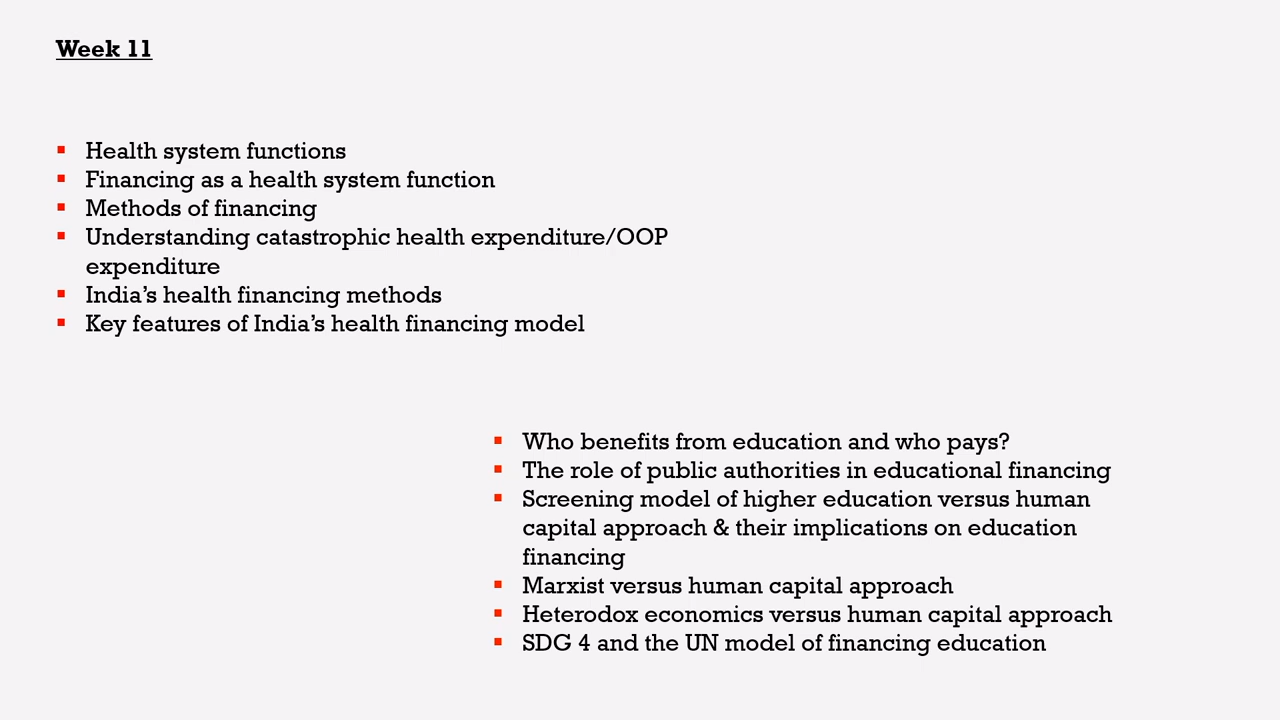 Week 11
▪ Health system functions
▪ Financing as a health system function
▪ Methods of financing
▪ Understanding catastrophic health expenditure/OOP
expenditure
▪ India’s health financing methods
▪ Key features of India’s health financing model
▪ Who benefits from education and who pays?
▪ The role of public authorities in educational financing
▪ Screening model of higher education versus human
capital approach & their implications on education
financing
▪ Marxist versus human capital approach
▪ Heterodox economics versus human capital approach
▪ SDG 4 and the UN model of financing education